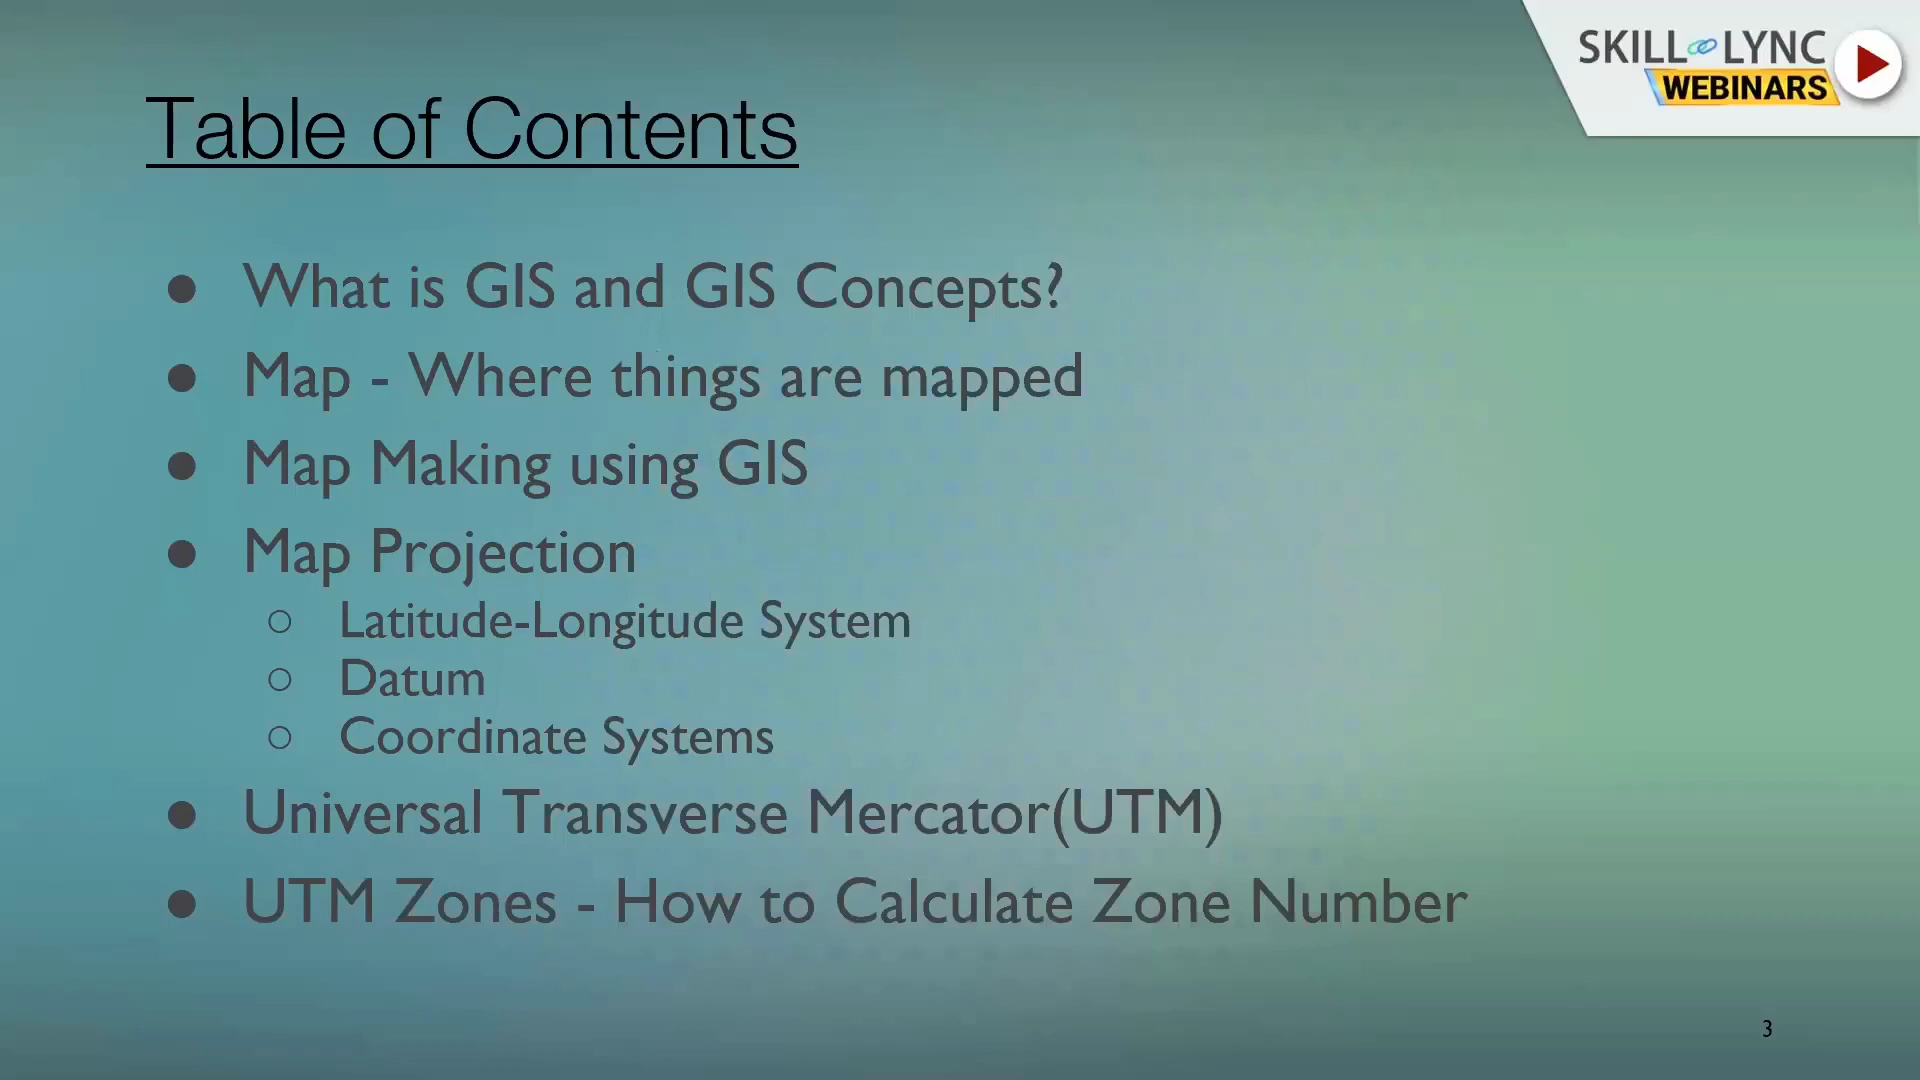 SKILL LYNC
WEBINARS
Table of Contents
● What is GIS and GIS Concepts?
● Map - Where things are mapped
● Map Making using GIS
● Map Projection
○ Latitude-Longitude System
○ Datum
○ Coordinate Systems
● Universal Transverse Mercator(UTM)
● UTM Zones - How to Calculate Zone Number
3